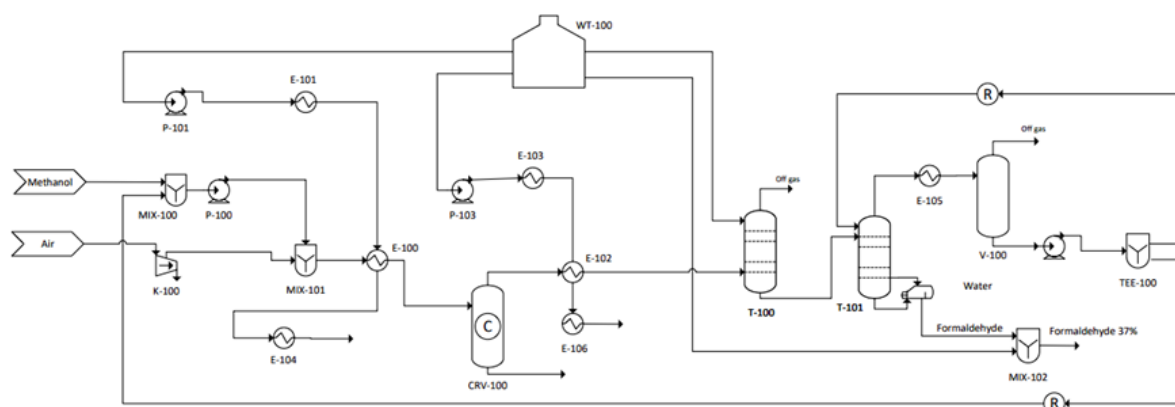 WT-100
E-101
R
P-101
Off gas
E-103
Methanol
E-105
Off gas
MIX-100
P-100
P-103
V-100
Air
E-100
E-102
TEE-100
K-100
MIX-101
Water
T-100
T-101
C
E-104
E-106
Formaldehyde
Formaldehyde 37%
CRV-100
MIX-102
R